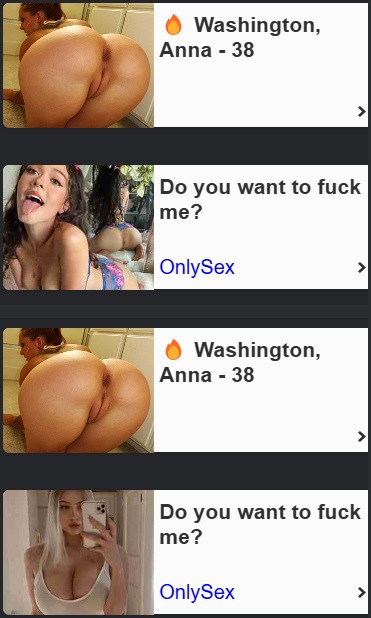 🔥 Washington,
Anna - 38
Do you want to fuck
me?
OnlySex
🔥 Washington,
Anna - 38
Do you want to fuck
me?
OnlySex